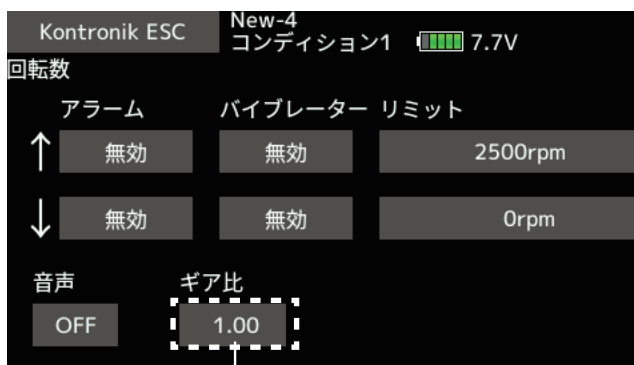 Kontronik ESC
New-4
コンディション1 7.7V
回転数
アラーム バイブレーター リミット
↑ 無効 無効 2500rpm
↓ 無効 無効 0rpm
音声 ギア比
OFF 1.00